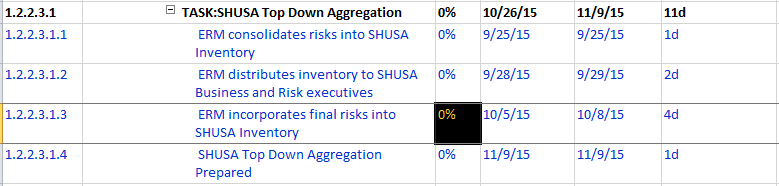 1.2.2.3.1 TASK:SHUSA Top Down Aggregation 0% 10/26/15 11/9/15 11d
1.2.2.3.1.1 ERM consolidates risks into SHUSA 0% 9/25/15 9/25/15 1d
Inventory
1.2.2.3.1.2 ERM distributes inventory to SHUSA 0% 9/28/15 9/29/15 2d
Business and Risk executives
1.2.2.3.1.3 ERM incorporates final risks into 0% 10/5/15 10/8/15 4d
SHUSA Inventory
1.2.2.3.1.4 SHUSA Top Down Aggregation 0% 11/9/15 11/9/15 1d
Prepared